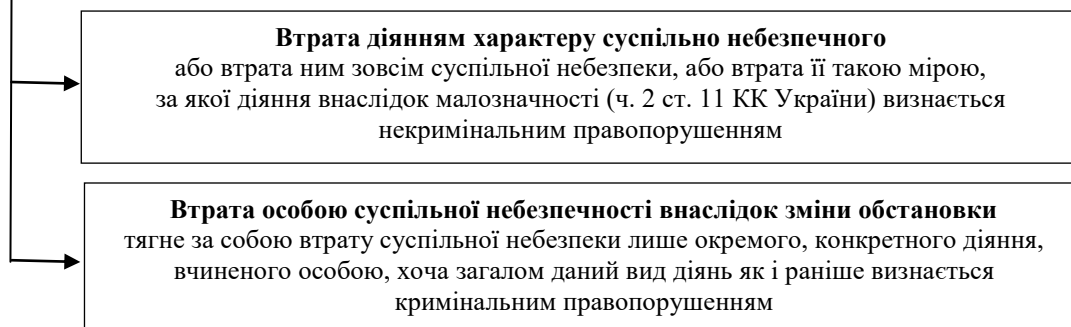 Втрата діянням характеру суспільно небезпечного
або втрата ним зовсім суспільної небезпеки, або втрата її такою мірою,
за якої діяння внаслідок малозначності (ч. 2 ст. 11 КК України) визнається
некримінальним правопорушенням
Втрата особою суспільної небезпечності внаслідок зміни обстановки
тягне за собою втрату суспільної небезпеки лише окремого, конкретного діяння,
вчиненого особою, хоча загалом даний вид діянь як і раніше визнається
кримінальним правопорушенням